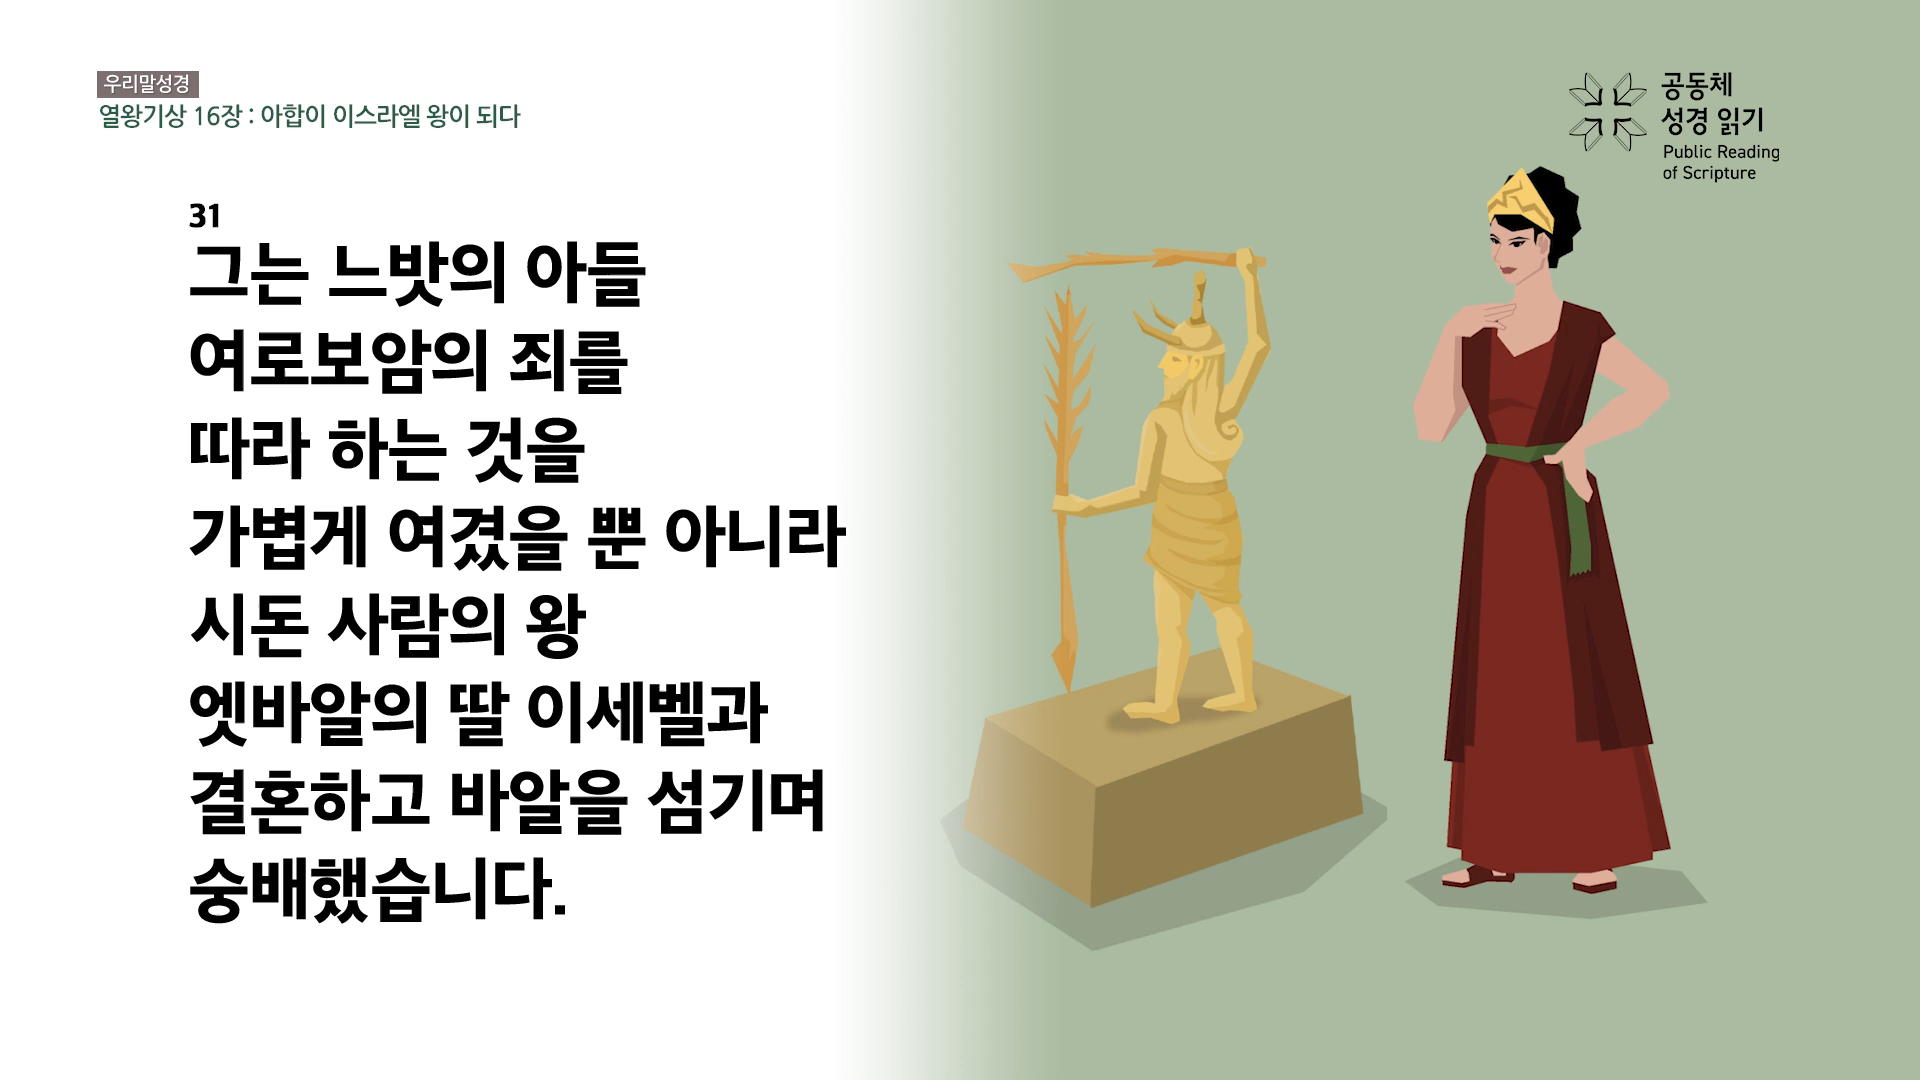 우리말성경
열왕기상 16장 : 아합이 이스라엘 왕이 되다
공동체
성경 읽기
Public Reading
of Scripture
31
그는 느밧의 아들
여로보암의 죄를
따라 하는 것을
가볍게 여겼을 뿐 아니라
시돈 사람의 왕
엣바알의 딸 이세벨과
결혼하고 바알을 섬기며
숭배했습니다.